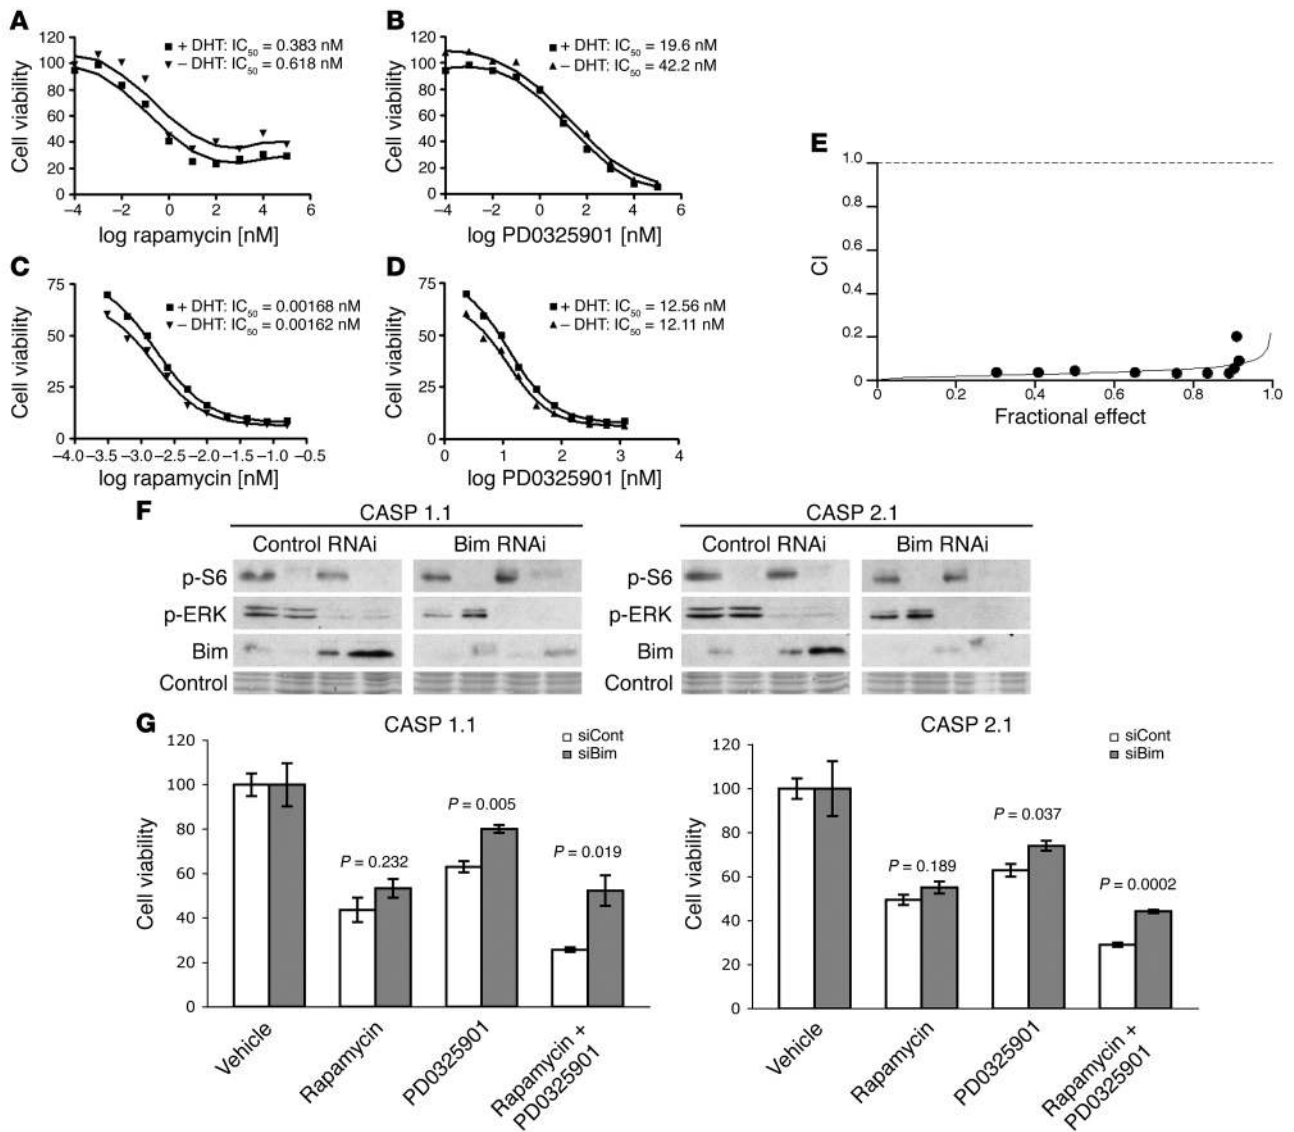 A
120
100
80
60
40
20
0
Cell viability
+ DHT: IC50 = 0.383 nM
– DHT: IC50 = 0.618 nM
–4 –2 0 2 4 6
log rapamycin [nM]
B
120
100
80
60
40
20
0
Cell viability
+ DHT: IC50 = 19.6 nM
– DHT: IC50 = 42.2 nM
–4 –2 0 2 4 6
log PD0325901 [nM]
C
75
50
25
0
Cell viability
+ DHT: IC50 = 0.00168 nM
– DHT: IC50 = 0.00162 nM
–4.0 –3.5 –3.0 –2.5 –2.0 –1.5 –1.0 –0.5
log rapamycin [nM]
D
75
50
25
0
Cell viability
+ DHT: IC50 = 12.56 nM
– DHT: IC50 = 12.11 nM
0 1 2 3 4
log PD0325901 [nM]
E
1.0
0.8
0.6
0.4
0.2
0
CI
0 0.2 0.4 0.6 0.8 1.0
Fractional effect
F
CASP 1.1
Control RNAi Bim RNAi
p-S6
p-ERK
Bim
Control
CASP 2.1
Control RNAi Bim RNAi
p-S6
p-ERK
Bim
Control
G
CASP 1.1
siCont
siBim
120
100
80
60
40
20
0
Cell viability
P = 0.232
P = 0.005
P = 0.019
Vehicle
Rapamycin
PD0325901
Rapamycin +
PD0325901
CASP 2.1
siCont
siBim
120
100
80
60
40
20
0
Cell viability
P = 0.189
P = 0.037
P = 0.0002
Vehicle
Rapamycin
PD0325901
Rapamycin +
PD0325901